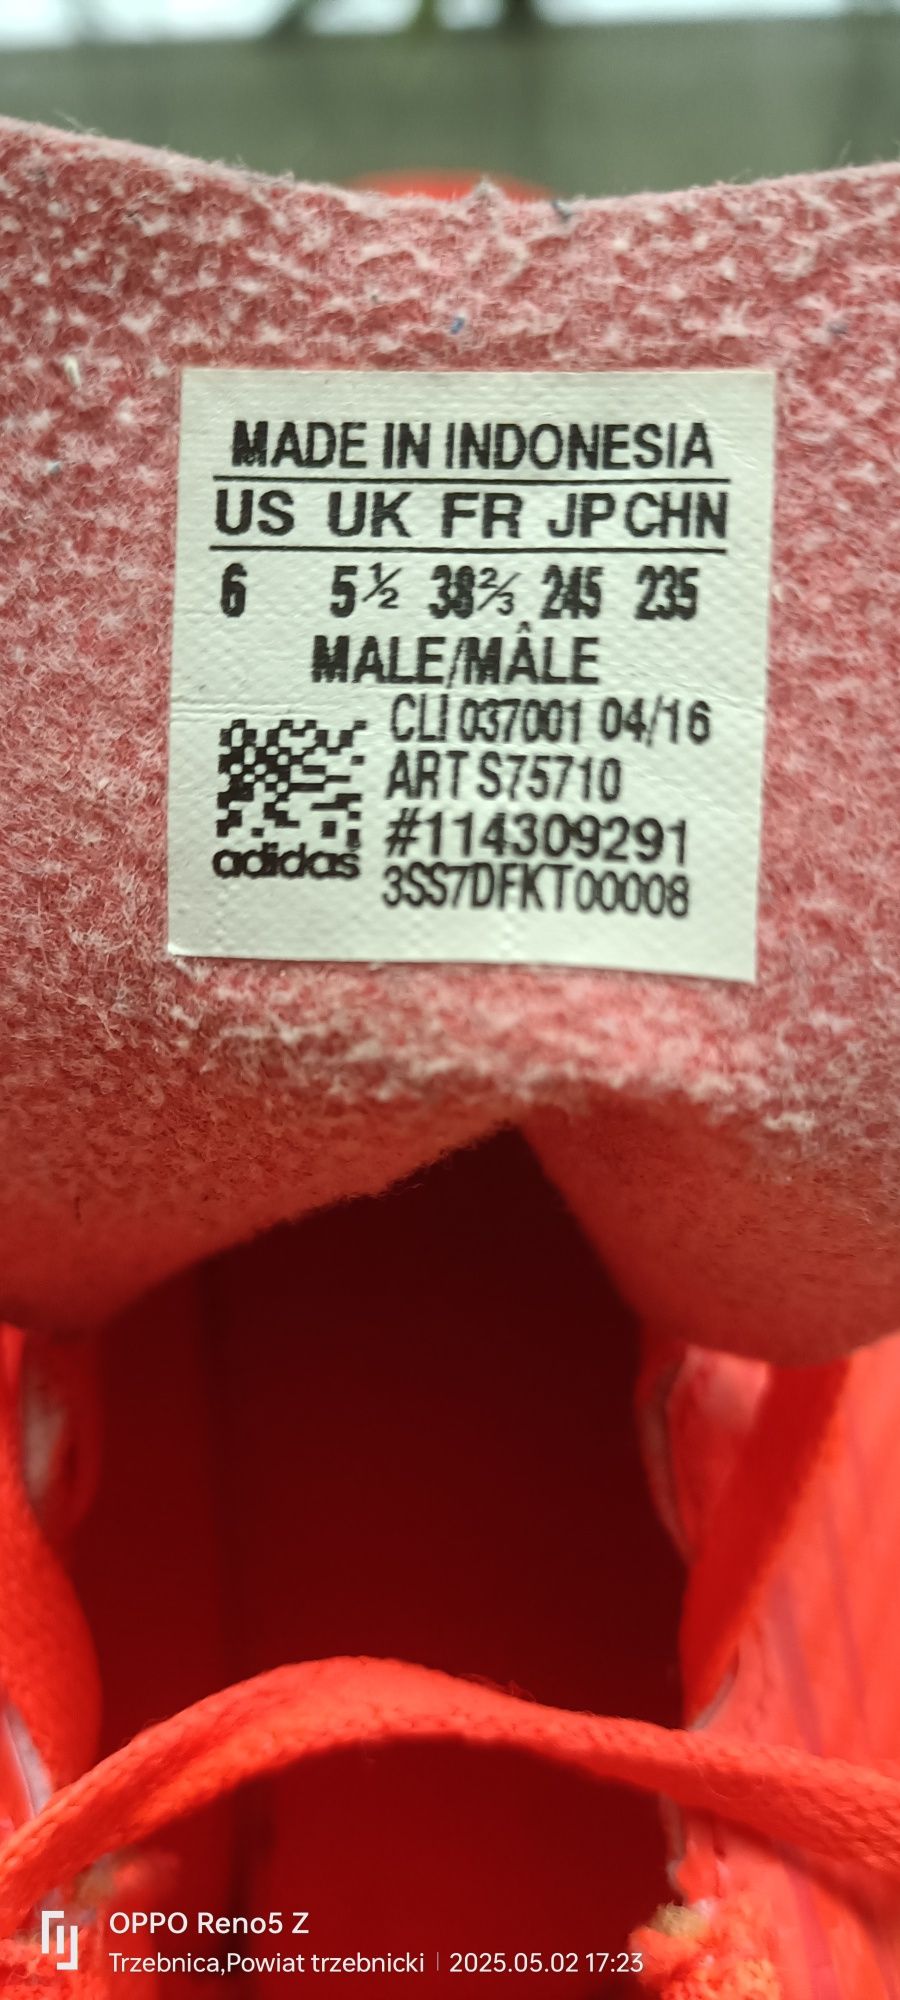 MADE IN INDONESIA
US UK FR JP CHN
6 5½ 38⅔ 245 235
MALE/MÂLE
CLI 037001 04/16
ART S75710
#114309291
3SS7DFKT00008
adidas
OPPO Reno5 Z
Trzebnica,Powiat trzebnicki | 2025.05.02 17:23